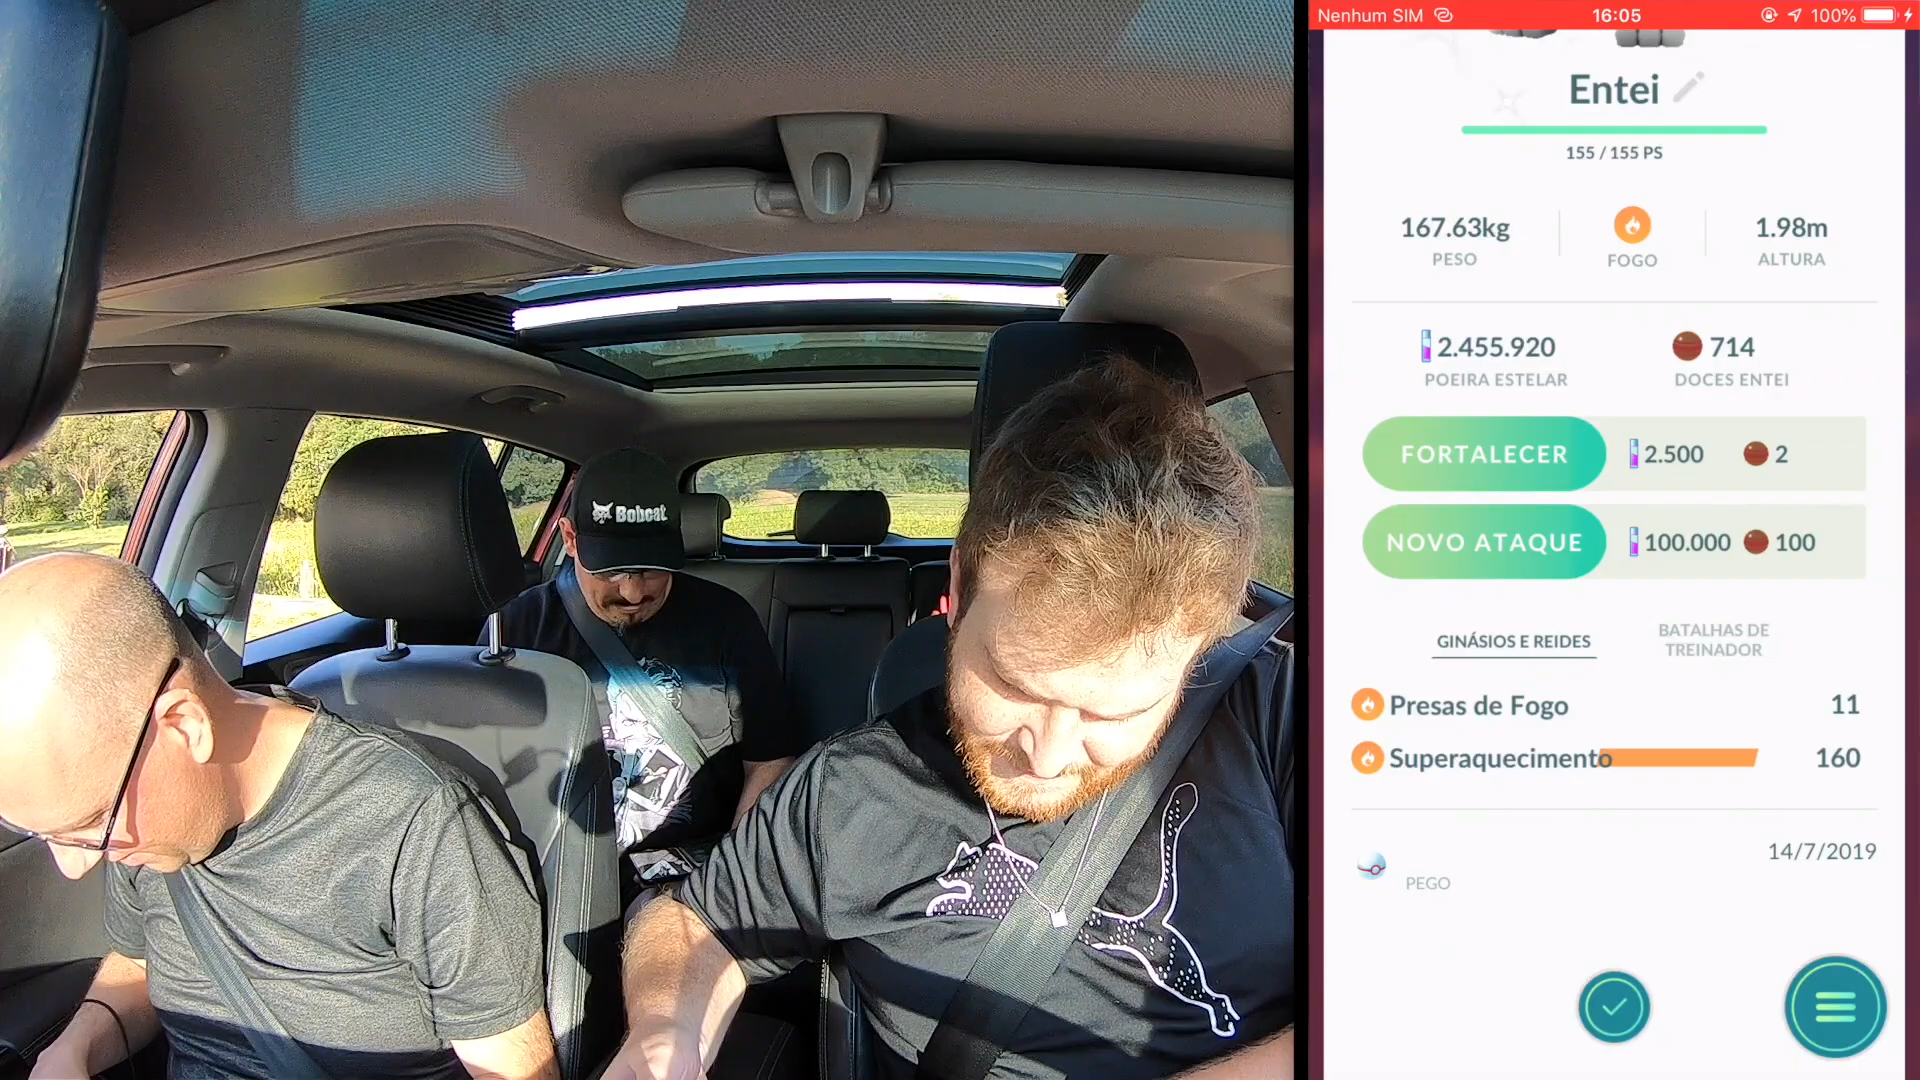 Bobcat
Nenhum SIM 16:05 100%
Entei
155 / 155 PS
167.63kg 1.98m
PESO FOGO ALTURA
2.455.920 714
POEIRA ESTELAR DOCES ENTEI
FORTALECER 2.500 2
NOVO ATAQUE 100.000 100
GINÁSIOS E REIDES
BATALHAS DE
TREINADOR
Presas de Fogo 11
Superaquecimento 160
14/7/2019
PEGO